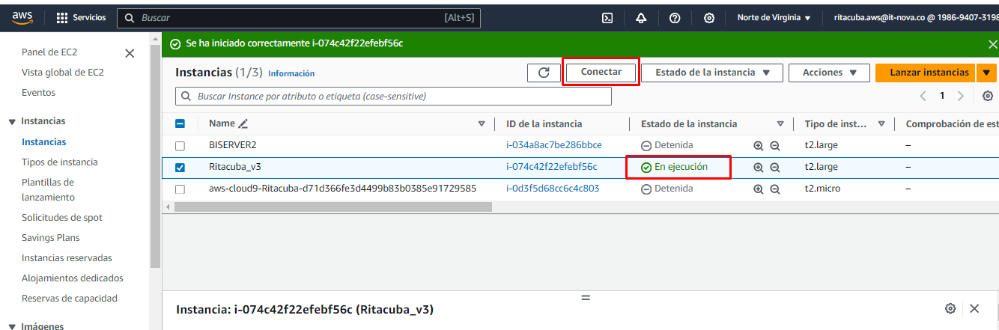 aws Servicios Buscar [Alt+S] Norte de Virginia ritacuba.aws@it-nova.co @ 1986-9407-3198
Panel de EC2
Vista global de EC2
Eventos
Instancias
Instancias
Tipos de instancia
Plantillas de
lanzamiento
Solicitudes de spot
Savings Plans
Instancias reservadas
Alojamientos dedicados
Reservas de capacidad
Imágenes
Se ha iniciado correctamente i-074c42f22efebf56c
Instancias (1/3) Información Conectar Estado de la instancia Acciones Lanzar instancias
Buscar Instance por atributo o etiqueta (case-sensitive) 1
Name ID de la instancia Estado de la instancia Tipo de inst... Comprobación de est
BISERVER2 i-034a8ac7be286bbce Detenida t2.large –
Ritacuba_v3 i-074c42f22efebf56c En ejecución t2.large –
aws-cloud9-Ritacuba-d71d366fe3d4499b83b0385e91729585 i-0d3f5d68cc6c4c803 Detenida t2.micro –
Instancia: i-074c42f22efebf56c (Ritacuba_v3)